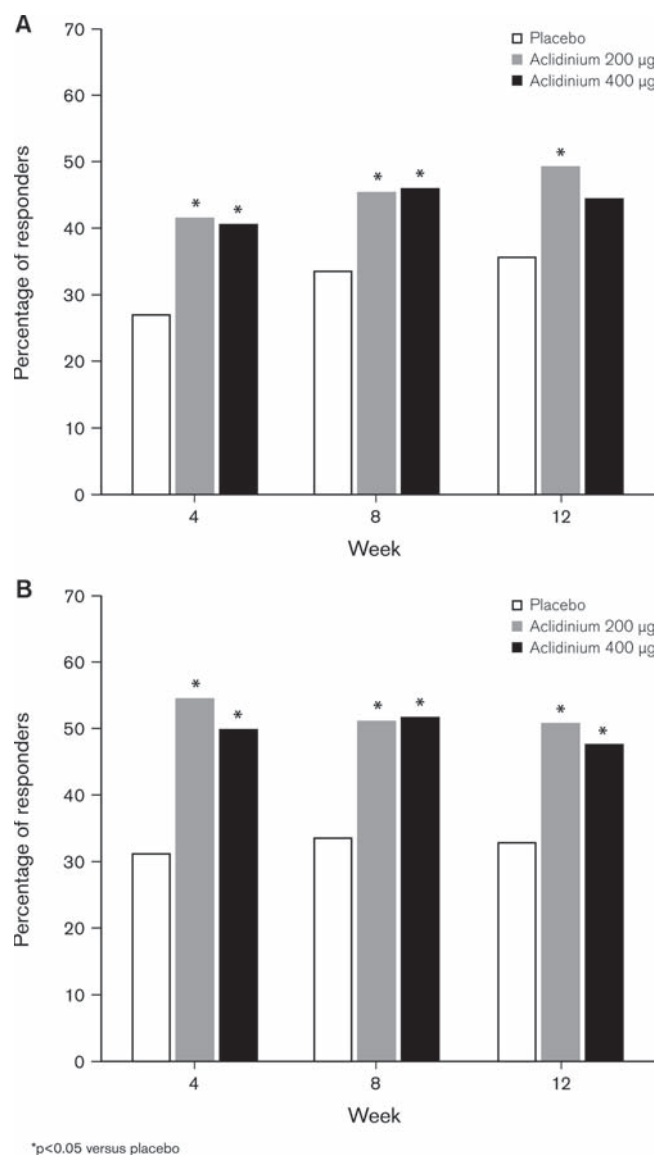 A
70
60
50
40
30
20
10
0
Percentage of responders
Placebo
Aclidinium 200 µg
Aclidinium 400 µg
*
*
*
*
*
4
8
12
Week
B
70
60
50
40
30
20
10
0
Percentage of responders
Placebo
Aclidinium 200 µg
Aclidinium 400 µg
*
*
*
*
*
*
4
8
12
Week
*p<0.05 versus placebo